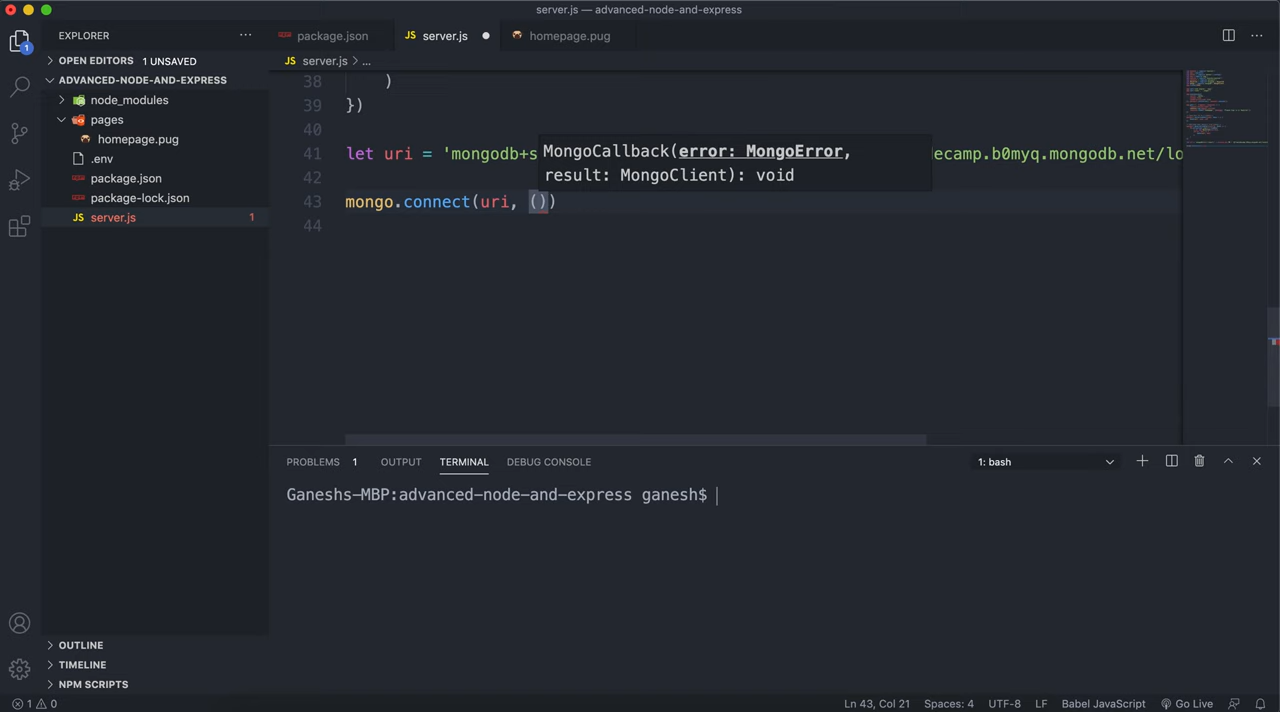 server.js — advanced-node-and-express
EXPLORER
···
package.json
JS server.js
homepage.pug
···
1
OPEN EDITORS 1 UNSAVED
JS server.js > ...
ADVANCED-NODE-AND-EXPRESS
node_modules
pages
homepage.pug
.env
package.json
package-lock.json
JS server.js 1
38 )
39 })
40
MongoCallback(error: MongoError,
41 let uri = 'mongodb+s ecamp.b0myq.mongodb.net/lo
result: MongoClient): void
42
43 mongo.connect(uri, ())
44
PROBLEMS 1 OUTPUT TERMINAL DEBUG CONSOLE 1: bash
Ganeshs-MBP:advanced-node-and-express ganesh$
OUTLINE
TIMELINE
NPM SCRIPTS
1 0 Ln 43, Col 21 Spaces: 4 UTF-8 LF Babel JavaScript Go Live